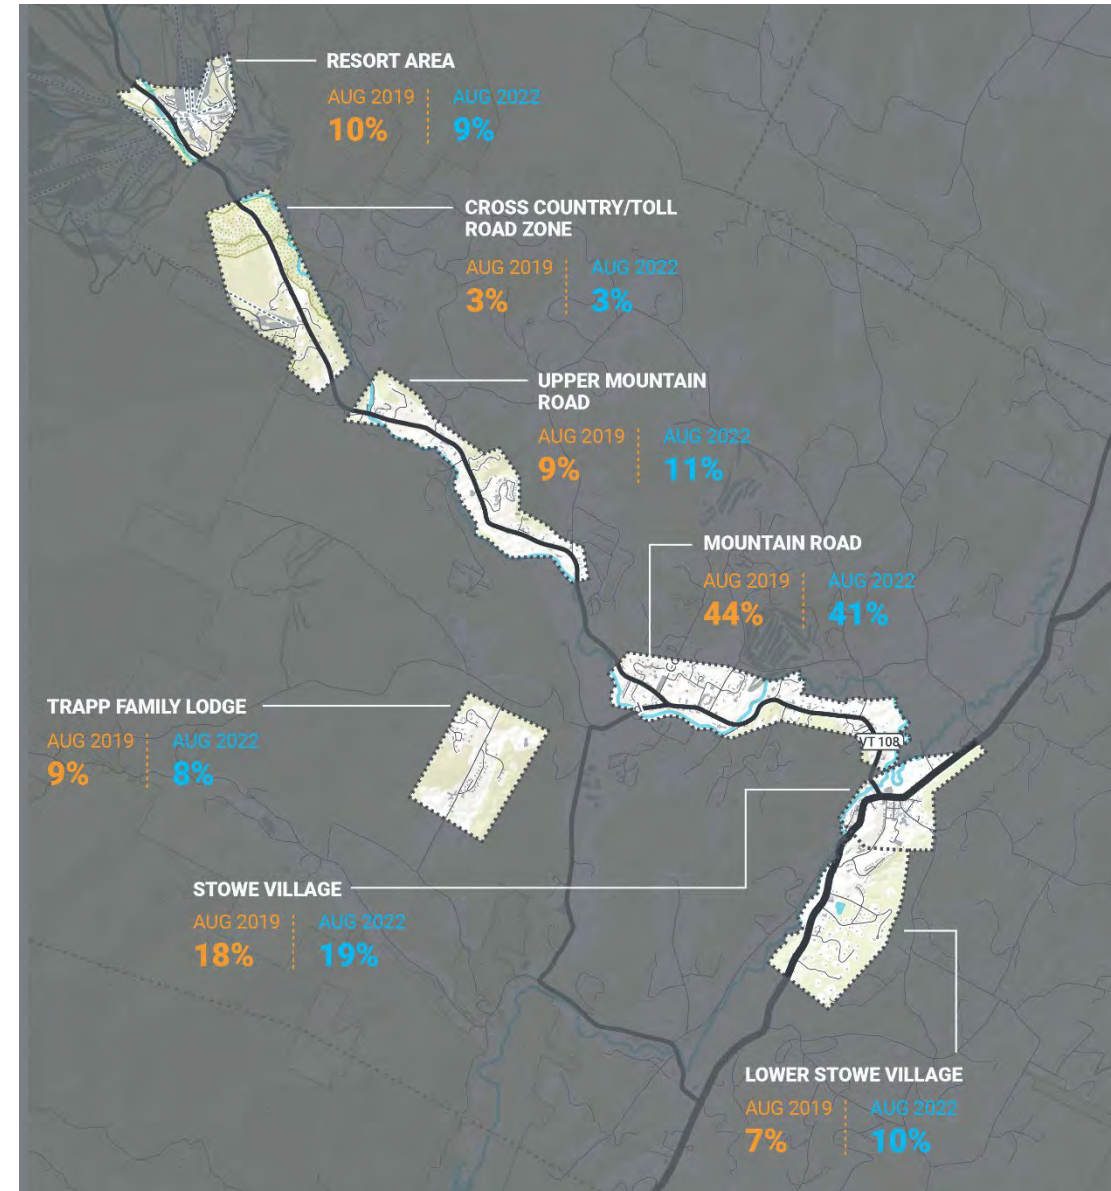 RESORT AREA
AUG 2019 AUG 2022
10% 9%
CROSS COUNTRY/TOLL
ROAD ZONE
AUG 2019 AUG 2022
3% 3%
UPPER MOUNTAIN
ROAD
AUG 2019 AUG 2022
9% 11%
MOUNTAIN ROAD
AUG 2019 AUG 2022
44% 41%
TRAPP FAMILY LODGE
AUG 2019 AUG 2022
9% 8%
VT 108
STOWE VILLAGE
AUG 2019 AUG 2022
18% 19%
LOWER STOWE VILLAGE
AUG 2019 AUG 2022
7% 10%